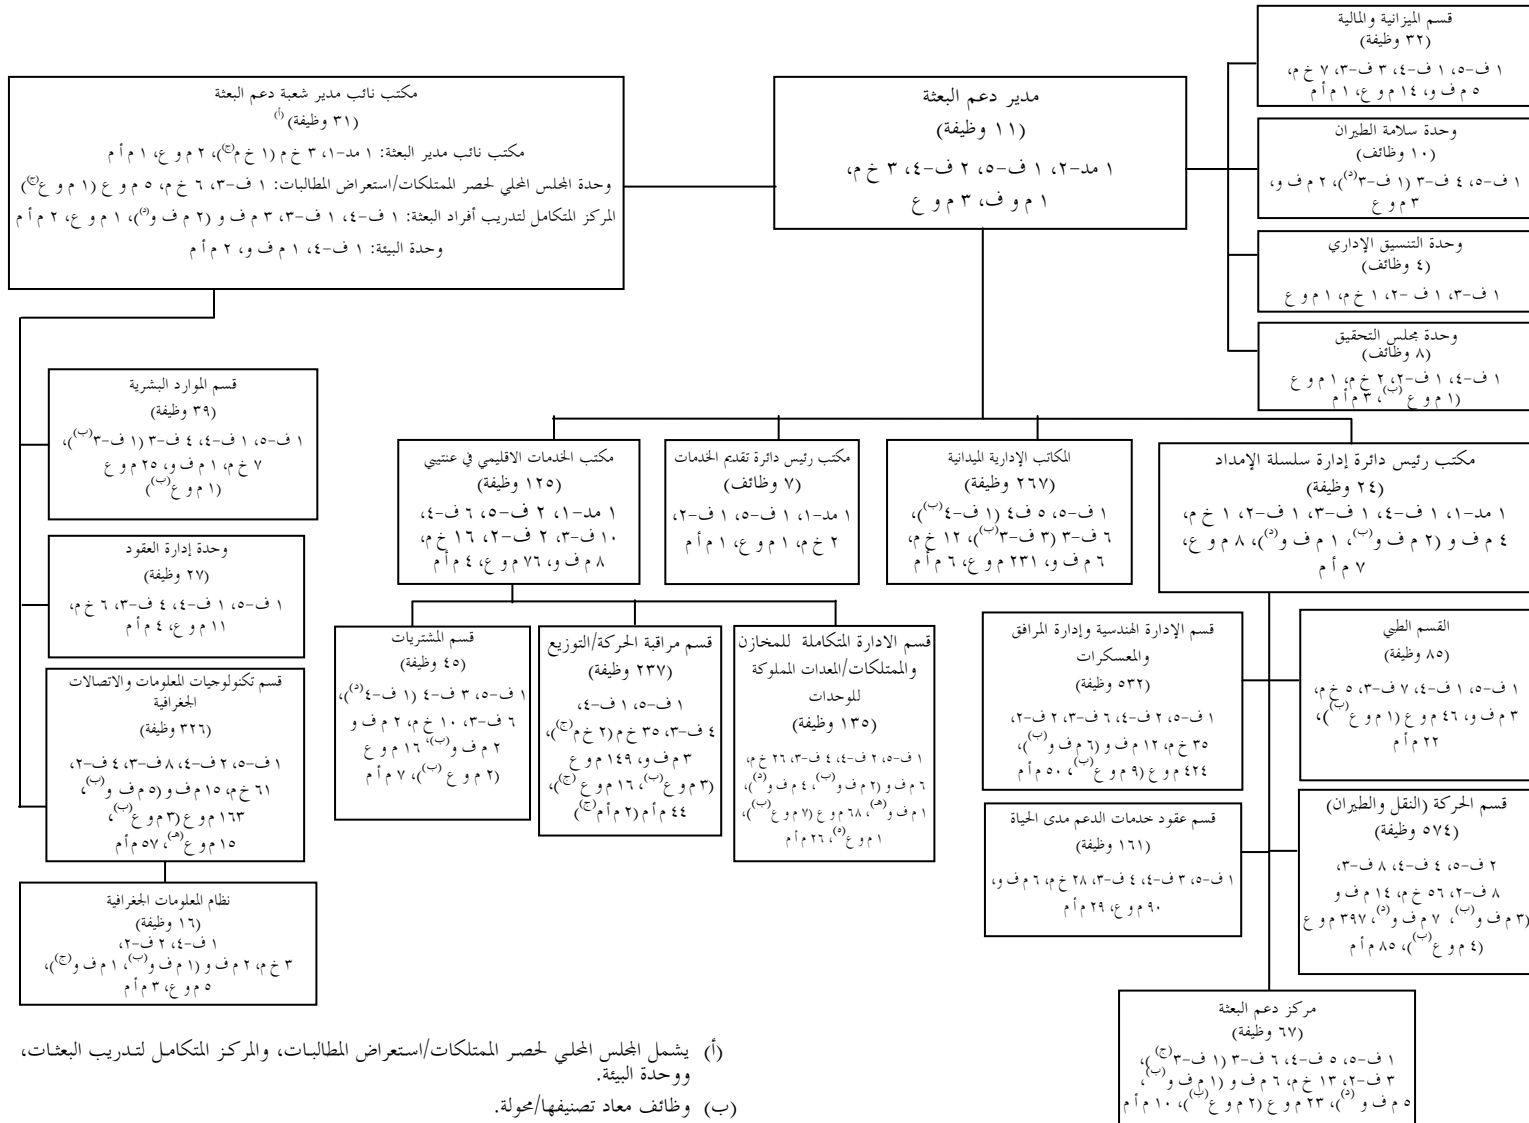 قسم الميزانية والمالية
(٣٢ وظيفة)
١ ف-٥، ١ ف-٤، ٣ ف-٣، ٧ خ م،
٥ م ف و، ١٤ م و ع، ١ م أ م
مدير دعم البعثة
(١١ وظيفة)
١ مد-٢، ١ ف-٥، ٢ ف-٤، ٣ خ م،
١ م و ف، ٣ م و ع
مكتب نائب مدير شعبة دعم البعثة
(٣١ وظيفة) (أ)
مكتب نائب مدير البعثة: ١ مد-١، ٣ خ م (١ خ م(ج))، ٢ م و ع، ١ م أ م
وحدة المجلس المحلي لحصر الممتلكات/استعراض المطالبات: ١ ف-٣، ٦ خ م، ٥ م و ع (١ م و ع(ج))
المركز المتكامل لتدريب أفراد البعثة: ١ ف-٤، ١ ف-٣، ٣ م ف و (٢ م ف و(د))، ١ م و ع، ٢ م أ م
وحدة البيئة: ١ ف-٤، ١ م ف و، ٢ م أ م
وحدة سلامة الطيران
(١٠ وظائف)
١ ف-٥، ٤ ف-٣ (١ ف-٣(د))، ٢ م ف و،
٣ م و ع
وحدة التنسيق الإداري
(٤ وظائف)
١ ف-٣، ١ ف -٢، ١ خ م، ١ م و ع
وحدة مجلس التحقيق
(٨ وظائف)
١ ف-٤، ١ ف-٢، ٢ خ م، ١ م و ع
(١ م و ع (ب)، ٣ م أ م
قسم الموارد البشرية
(٣٩ وظيفة)
١ ف-٥، ١ ف-٤، ٤ ف-٣ (١ ف-٣(ب))،
٧ خ م، ١ م ف و، ٢٥ م و ع
(١ م و ع(ب))
وحدة إدارة العقود
(٢٧ وظيفة)
١ ف-٥، ١ ف-٤، ٤ ف-٣، ٦ خ م،
١١ م و ع، ٤ م أ م
قسم تكنولوجيات المعلومات والاتصالات
الجغرافية
(٣٢٦ وظيفة)
١ ف-٥، ٢ ف-٤، ٨ ف-٣، ٤ ف-٢،
٦١ خ م، ١٥ م ف و (٥ م ف و(ب)،
١٦٣ م و ع (٣ م و ع(ب)،
١٥ م و ع(هـ)، ٥٧ م أ م
نظام المعلومات الجغرافية
(١٦ وظيفة)
١ ف-٤، ٢ ف-٢،
٣ خ م، ٢ م ف و (١ م ف و(ب)، ١ م ف و(ج))،
٥ م و ع، ٣ م أ م
مكتب الخدمات الاقليمي في عنتيبي
(١٢٥ وظيفة)
١ مد-١، ٢ ف-٥، ٦ ف-٤،
١٠ ف-٣، ٢ ف-٢، ١٦ خ م،
٨ م ف و، ٧٦ م و ع، ٤ م أ م
مكتب رئيس دائرة تقديم الخدمات
(٧ وظائف)
١ مد-١، ١ ف-٥، ١ ف-٢،
٢ خ م، ١ م و ع، ١ م أ م
المكاتب الإدارية الميدانية
(٢٦٧ وظيفة)
١ ف-٥، ٥ ف٤ (١ ف-٤(ب))،
٦ ف-٣ (٣ ف-٣(ب))، ١٢ خ م،
٦ م ف و، ٢٣١ م و ع، ٦ م أ م
مكتب رئيس دائرة إدارة سلسلة الإمداد
(٢٤ وظيفة)
١ مد-١، ١ ف-٤، ١ ف-٣، ١ ف-٢، ١ خ م،
٤ م ف و (٢ م ف و(ب)، ١ م ف و(د))، ٨ م و ع،
٧ م أ م
قسم المشتريات
(٤٥ وظيفة)
١ ف-٥، ٣ ف-٤ (١ ف-٤(د))،
٦ ف-٣، ١٠ خ م، ٢ م ف و
٢ م ف و(ب)، ١٦ م و ع
(٢ م و ع (ب))، ٧ م أ م
قسم مراقبة الحركة/التوزيع
(٢٣٧ وظيفة)
١ ف-٥، ١ ف-٤،
٤ ف-٣، ٣٥ خ م (٢ خ م(ج))،
٣ م ف و، ١٤٩ م و ع
(٣ م و ع(ب)، ١٦ م و ع (ج))،
٤٤ م أ م (٢ م أ م(ج))
قسم الادارة المتكاملة للمخازن
والممتلكات/المعدات المملوكة
للوحدات
(١٣٥ وظيفة)
١ ف-٥، ٢ ف-٤، ٤ ف-٣، ٢٦ خ م،
٦ م ف و (٢ م ف و(ب)، ٤ م ف و(د))،
١ م ف و(هـ)، ٦٨ م و ع (٧ م و ع(ب))،
١ م و ع(د)، ٢٦ م أ م
قسم الإدارة الهندسية وإدارة المرافق
والمعسكرات
(٥٣٢ وظيفة)
١ ف-٥، ٢ ف-٤، ٦ ف-٣، ٢ ف-٢،
٣٥ خ م، ١٢ م ف و (٦ م ف و(ب))،
٤٢٤ م و ع (٩ م و ع(ب)، ٥٠ م أ م
القسم الطبي
(٨٥ وظيفة)
١ ف-٥، ١ ف-٤، ٧ ف-٣، ٥ خ م،
٣ م ف و، ٤٦ م و ع (١ م و ع(ب))،
٢٢ م أ م
قسم عقود خدمات الدعم مدى الحياة
(١٦١ وظيفة)
١ ف-٥، ٣ ف-٤، ٤ ف-٣، ٢٨ خ م، ٦ م ف و،
٩٠ م و ع، ٢٩ م أ م
قسم الحركة (النقل والطيران)
(٥٧٤ وظيفة)
٢ ف-٥، ٤ ف-٤، ٨ ف-٣،
٨ ف-٢، ٥٦ خ م، ١٤ م ف و
(٣ م ف و(ب)، ٧ م ف و(د)، ٣٩٧ م و ع
(٤ م و ع (ب))، ٨٥ م أ م
مركز دعم البعثة
(٦٧ وظيفة)
١ ف-٥، ٥ ف-٤، ٦ ف-٣ (١ ف-٣(ج))،
٣ ف-٢، ١٣ خ م، ٦ م ف و (١ م ف و(ب)،
٥ م ف و (د))، ٢٣ م و ع (٢ م و ع(ب))، ١٠ م أ م
(أ) يشمل المجلس المحلي لحصر الممتلكات/استعراض المطالبات، والمركز المتكامل لتدريب البعثات،
ووحدة البيئة.
(ب) وظائف معاد تصنيفها/محولة.